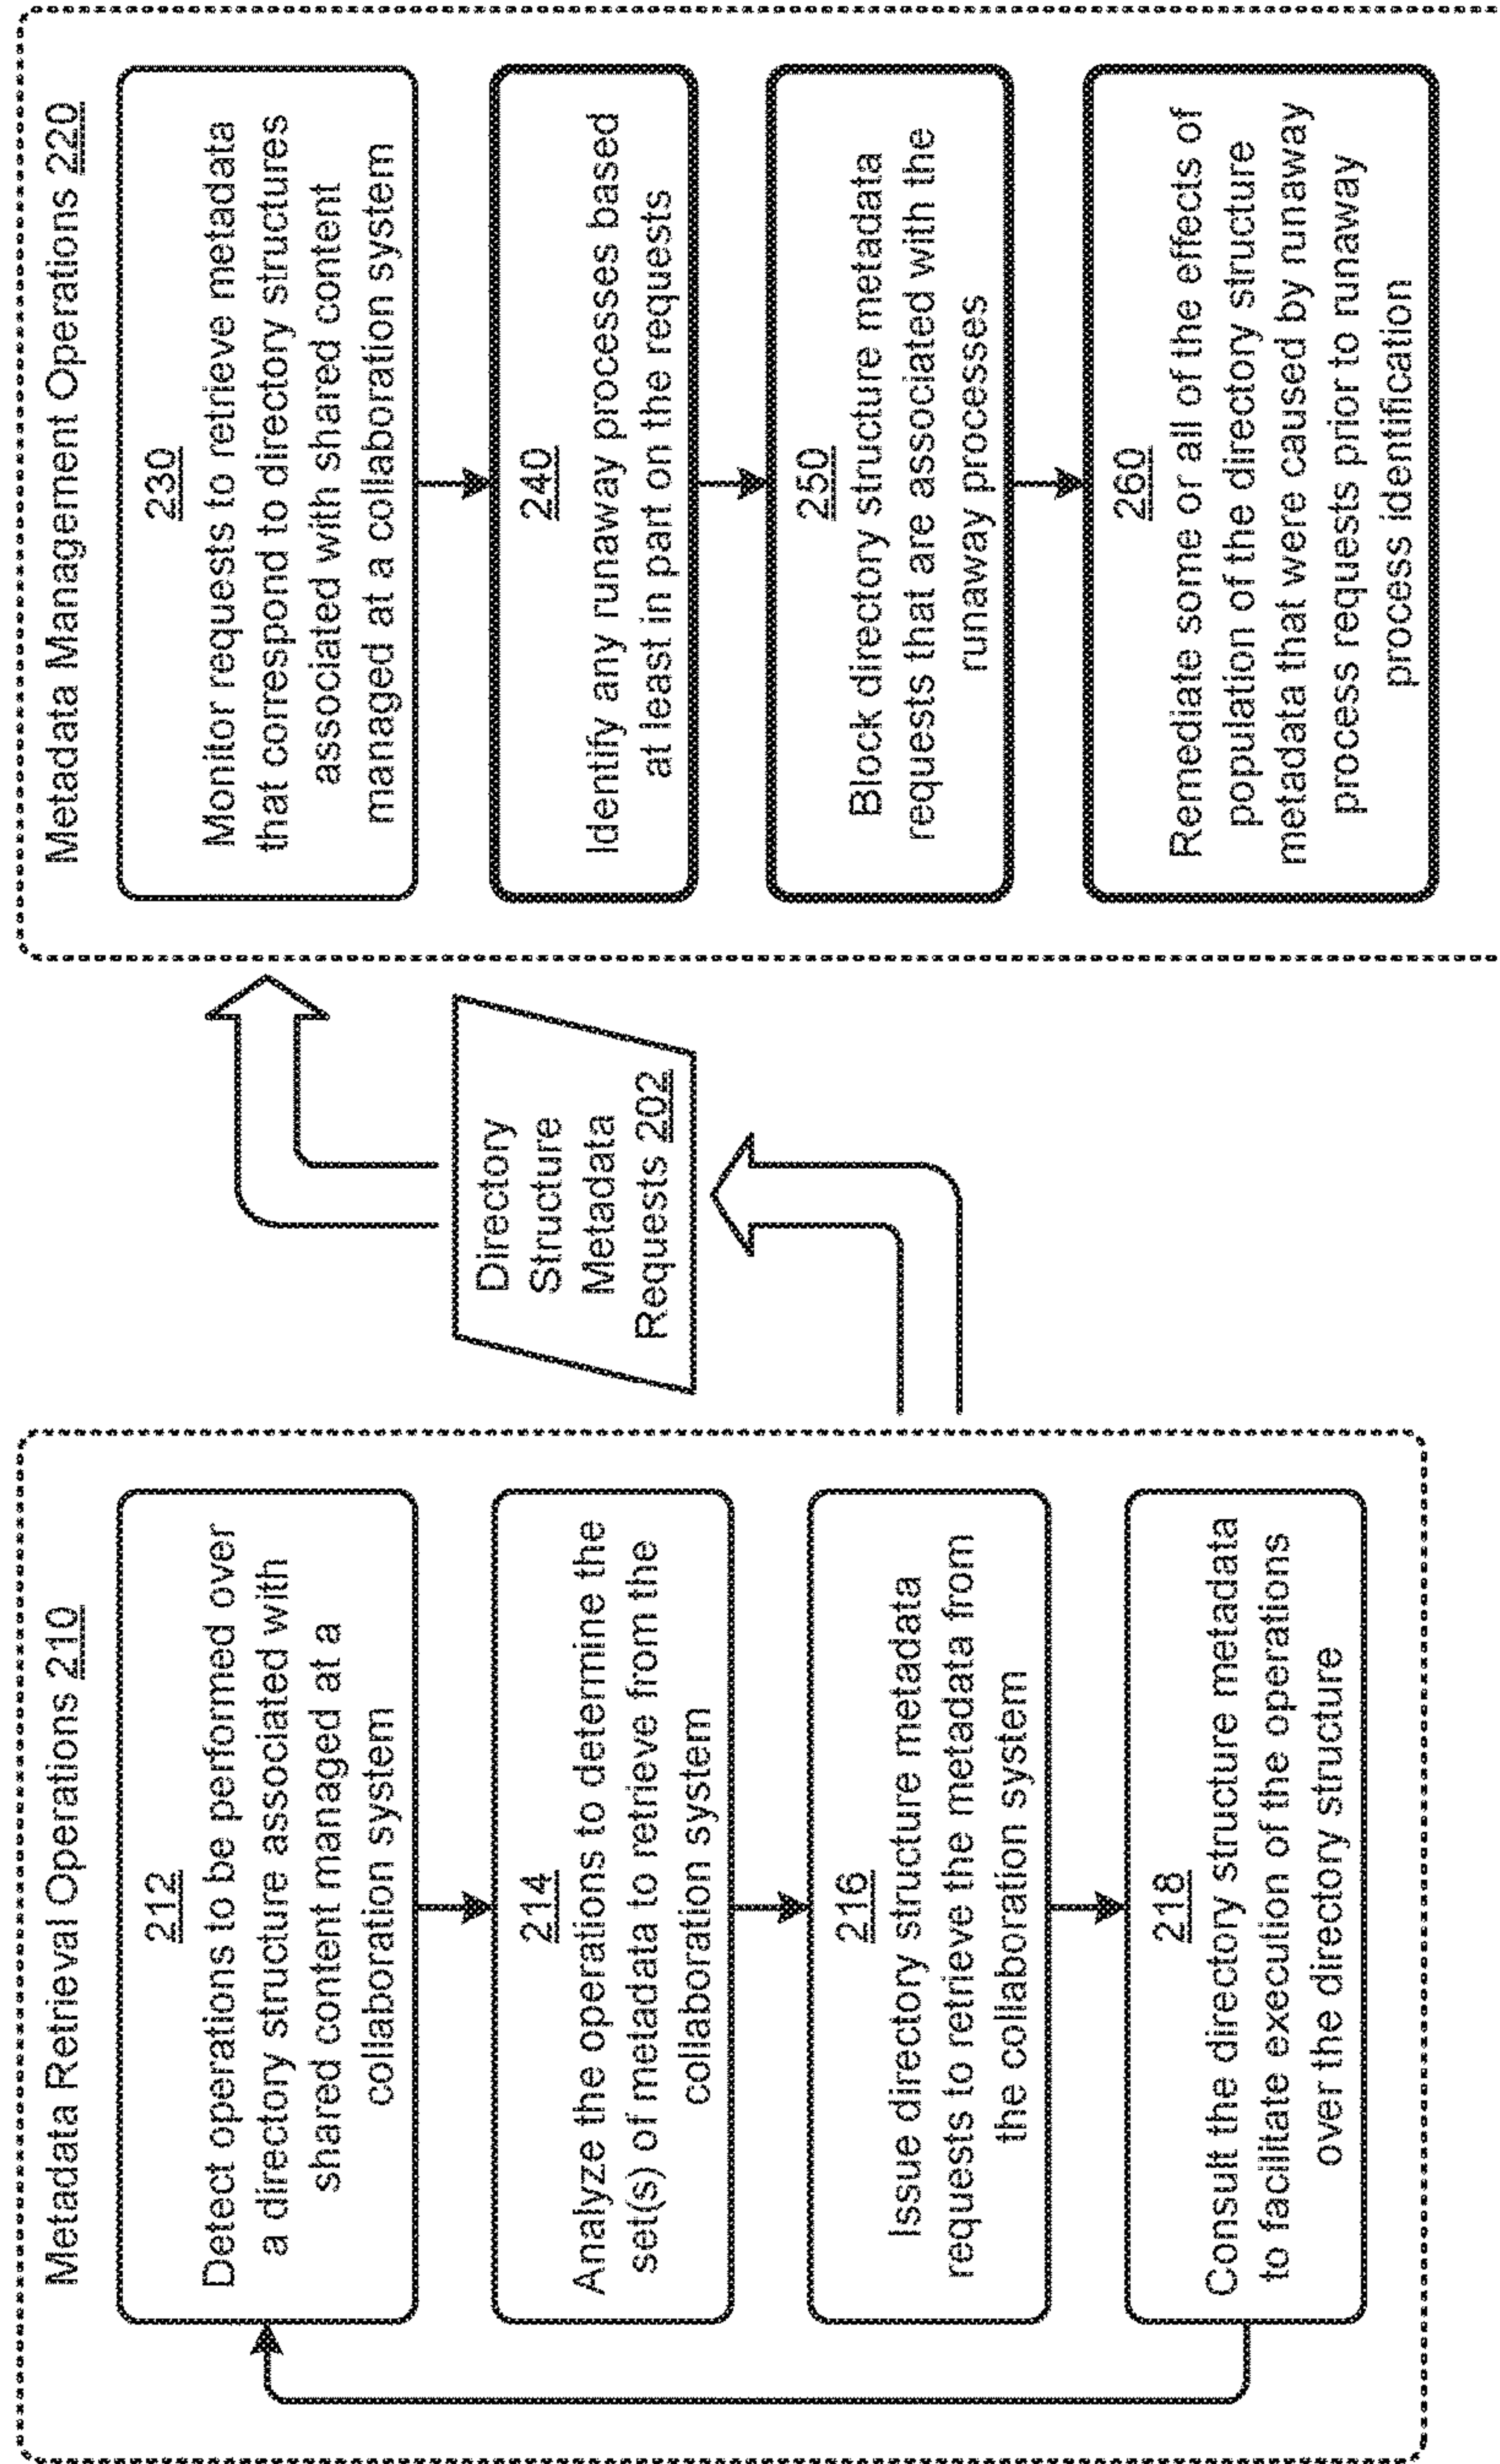 Metadata Retrieval Operations 210
212
Detect operations to be performed over
a directory structure associated with
shared content managed at a
collaboration system
214
Analyze the operations to determine the
set(s) of metadata to retrieve from the
collaboration system
216
Issue directory structure metadata
requests to retrieve the metadata from
the collaboration system
218
Consult the directory structure metadata
to facilitate execution of the operations
over the directory structure
Directory
Structure
Metadata
Requests 202
Metadata Management Operations 220
230
Monitor requests to retrieve metadata
that correspond to directory structures
associated with shared content
managed at a collaboration system
240
Identify any runaway processes based
at least in part on the requests
250
Block directory structure metadata
requests that are associated with the
runaway processes
260
Remediate some or all of the effects of
population of the directory structure
metadata that were caused by runaway
process requests prior to runaway
process identification